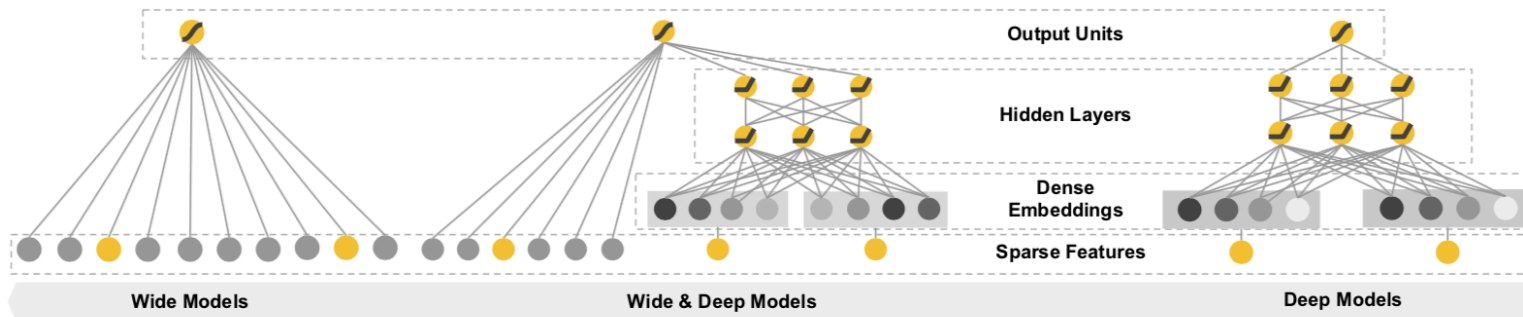 Output Units
Hidden Layers
Dense
Embeddings
Sparse Features
Wide Models
Wide & Deep Models
Deep Models